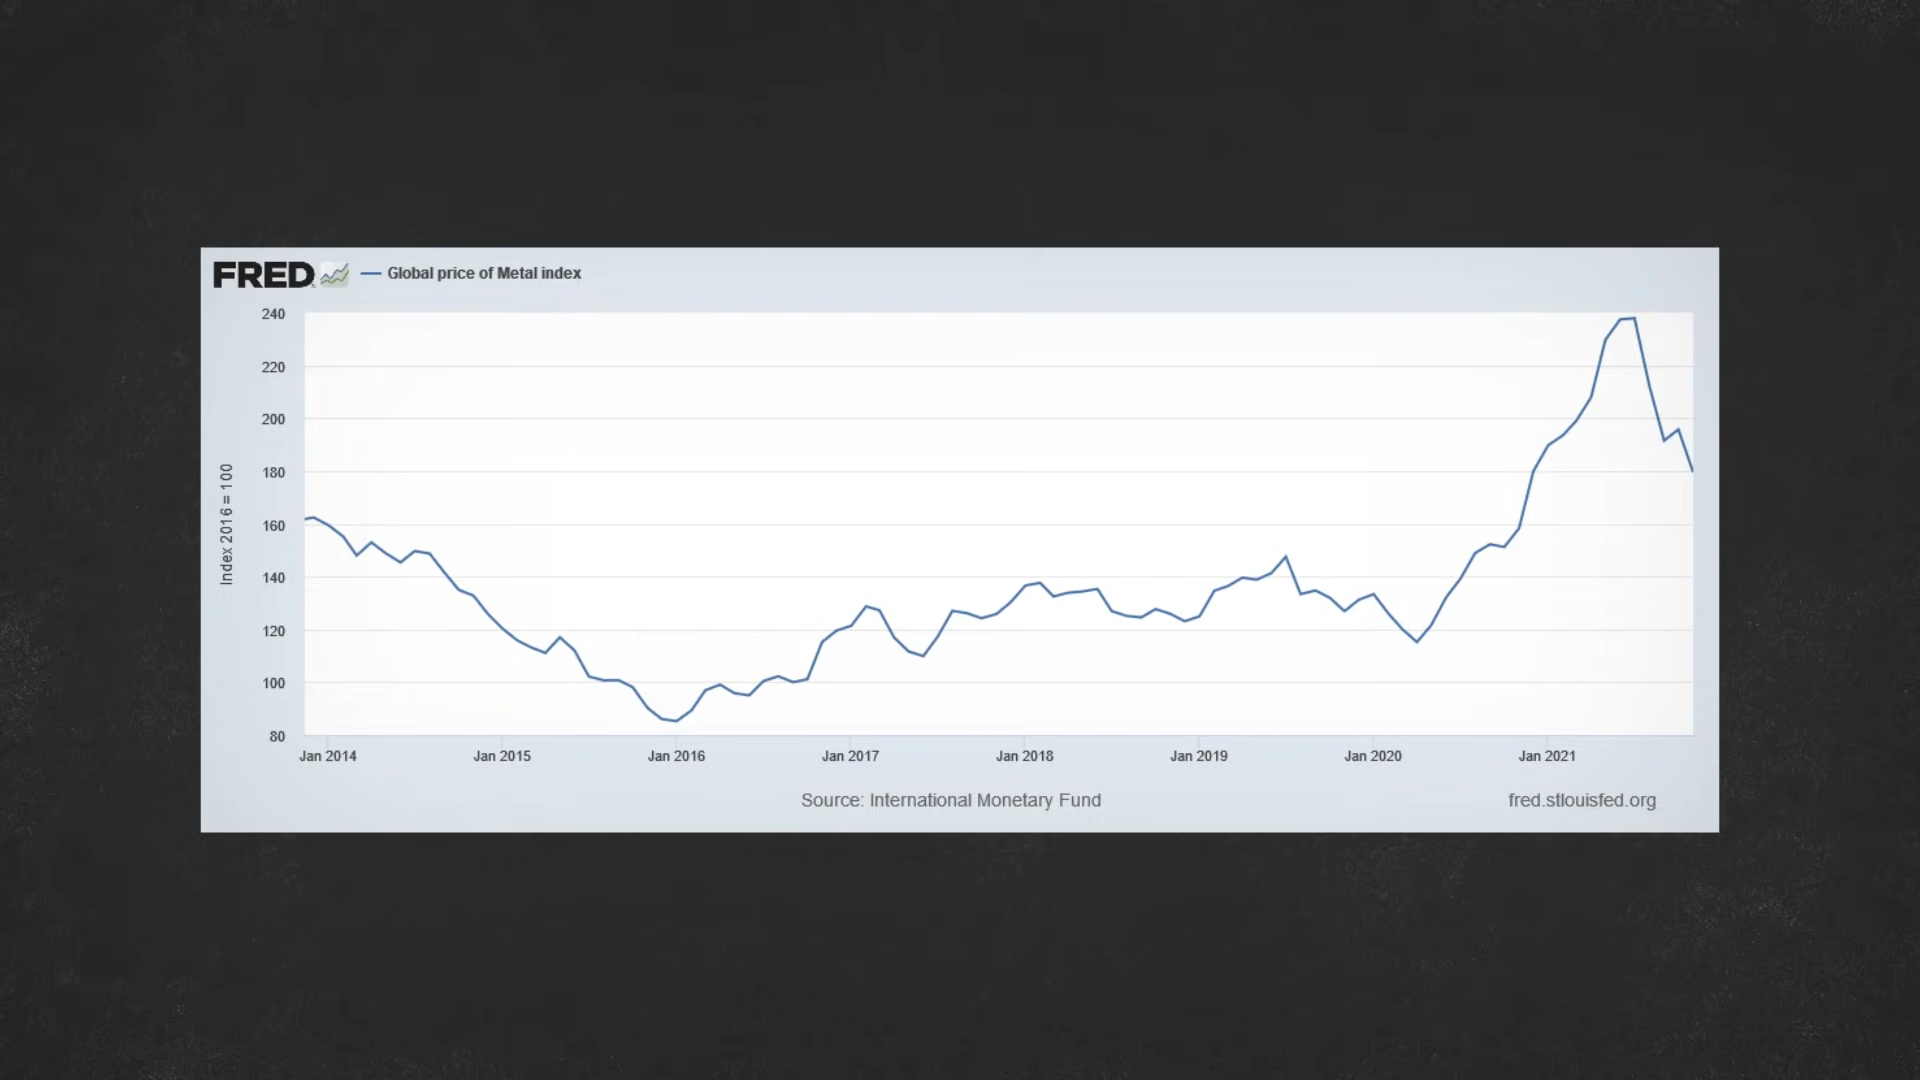 FRED
Global price of Metal index
Index 2016 = 100
240
220
200
180
160
140
120
100
80
Jan 2014
Jan 2015
Jan 2016
Jan 2017
Jan 2018
Jan 2019
Jan 2020
Jan 2021
Source: International Monetary Fund
fred.stlouisfed.org